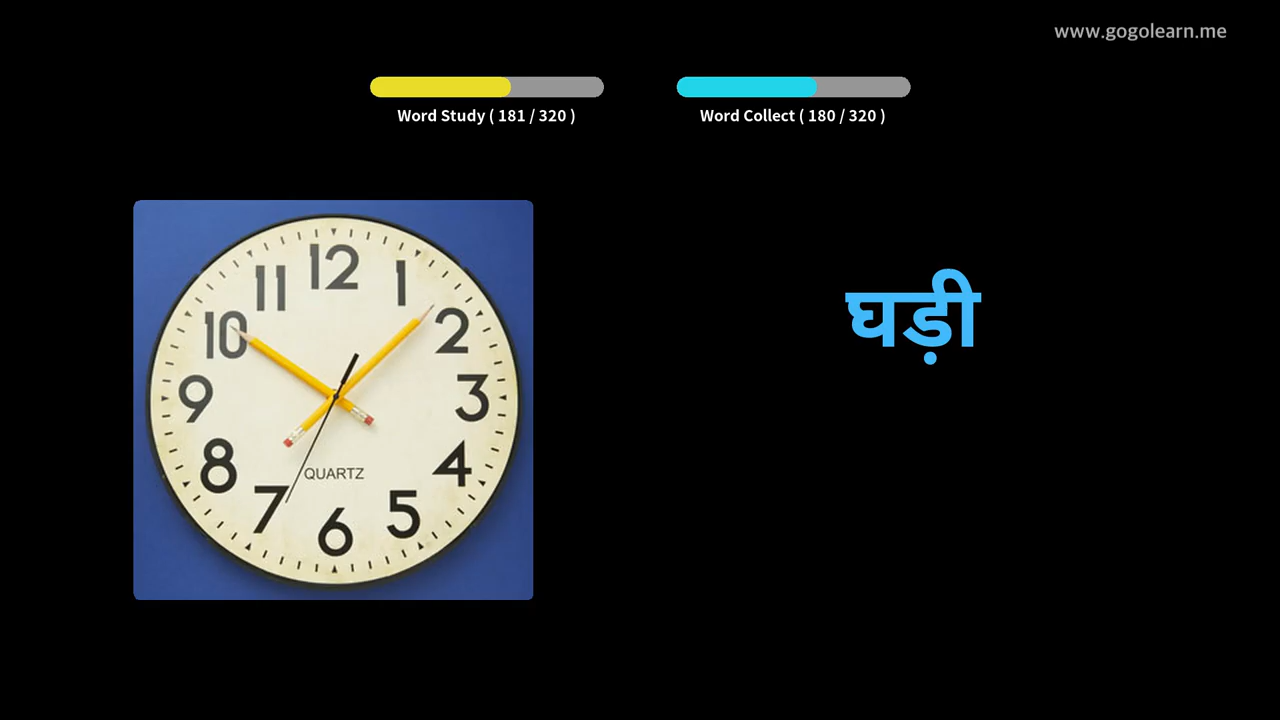 www.gogolearn.me
Word Study ( 181 / 320 )
Word Collect ( 180 / 320 )
12
11
1
10
2
9
3
8
4
7
5
6
QUARTZ
घड़ी